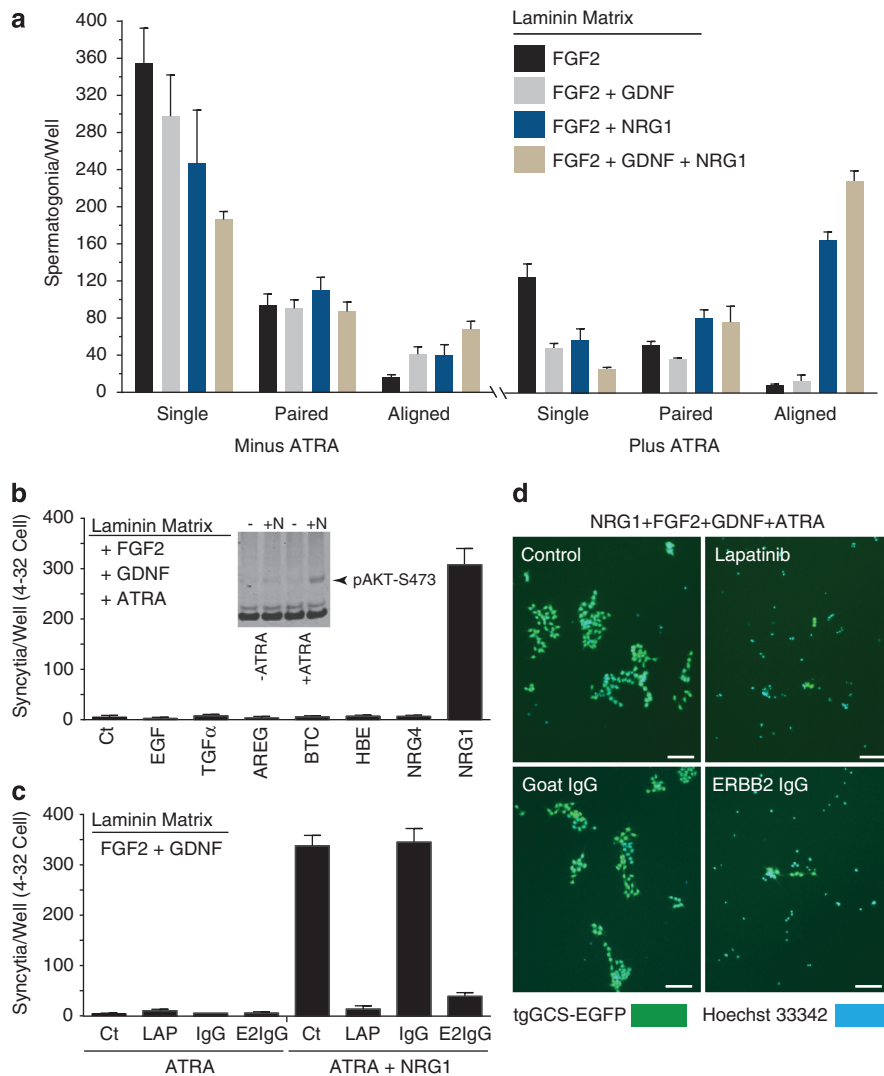 a
Laminin Matrix
FGF2
FGF2 + GDNF
FGF2 + NRG1
FGF2 + GDNF + NRG1
Spermatogonia/Well
400
360
320
280
240
200
160
120
80
40
0
Single Paired Aligned Single Paired Aligned
Minus ATRA Plus ATRA
b
Laminin Matrix
+ FGF2
+ GDNF
+ ATRA
- +N - +N
pAKT-S473
-ATRA +ATRA
Syncytia/Well (4-32 Cell)
400
300
200
100
0
Ct EGF TGFα AREG BTC HBE NRG4 NRG1
c
Laminin Matrix
FGF2 + GDNF
Syncytia/Well (4-32 Cell)
400
300
200
100
0
Ct LAP IgG E2IgG Ct LAP IgG E2IgG
ATRA ATRA + NRG1
d
NRG1+FGF2+GDNF+ATRA
Control Lapatinib
Goat IgG ERBB2 IgG
tgGCS-EGFP Hoechst 33342